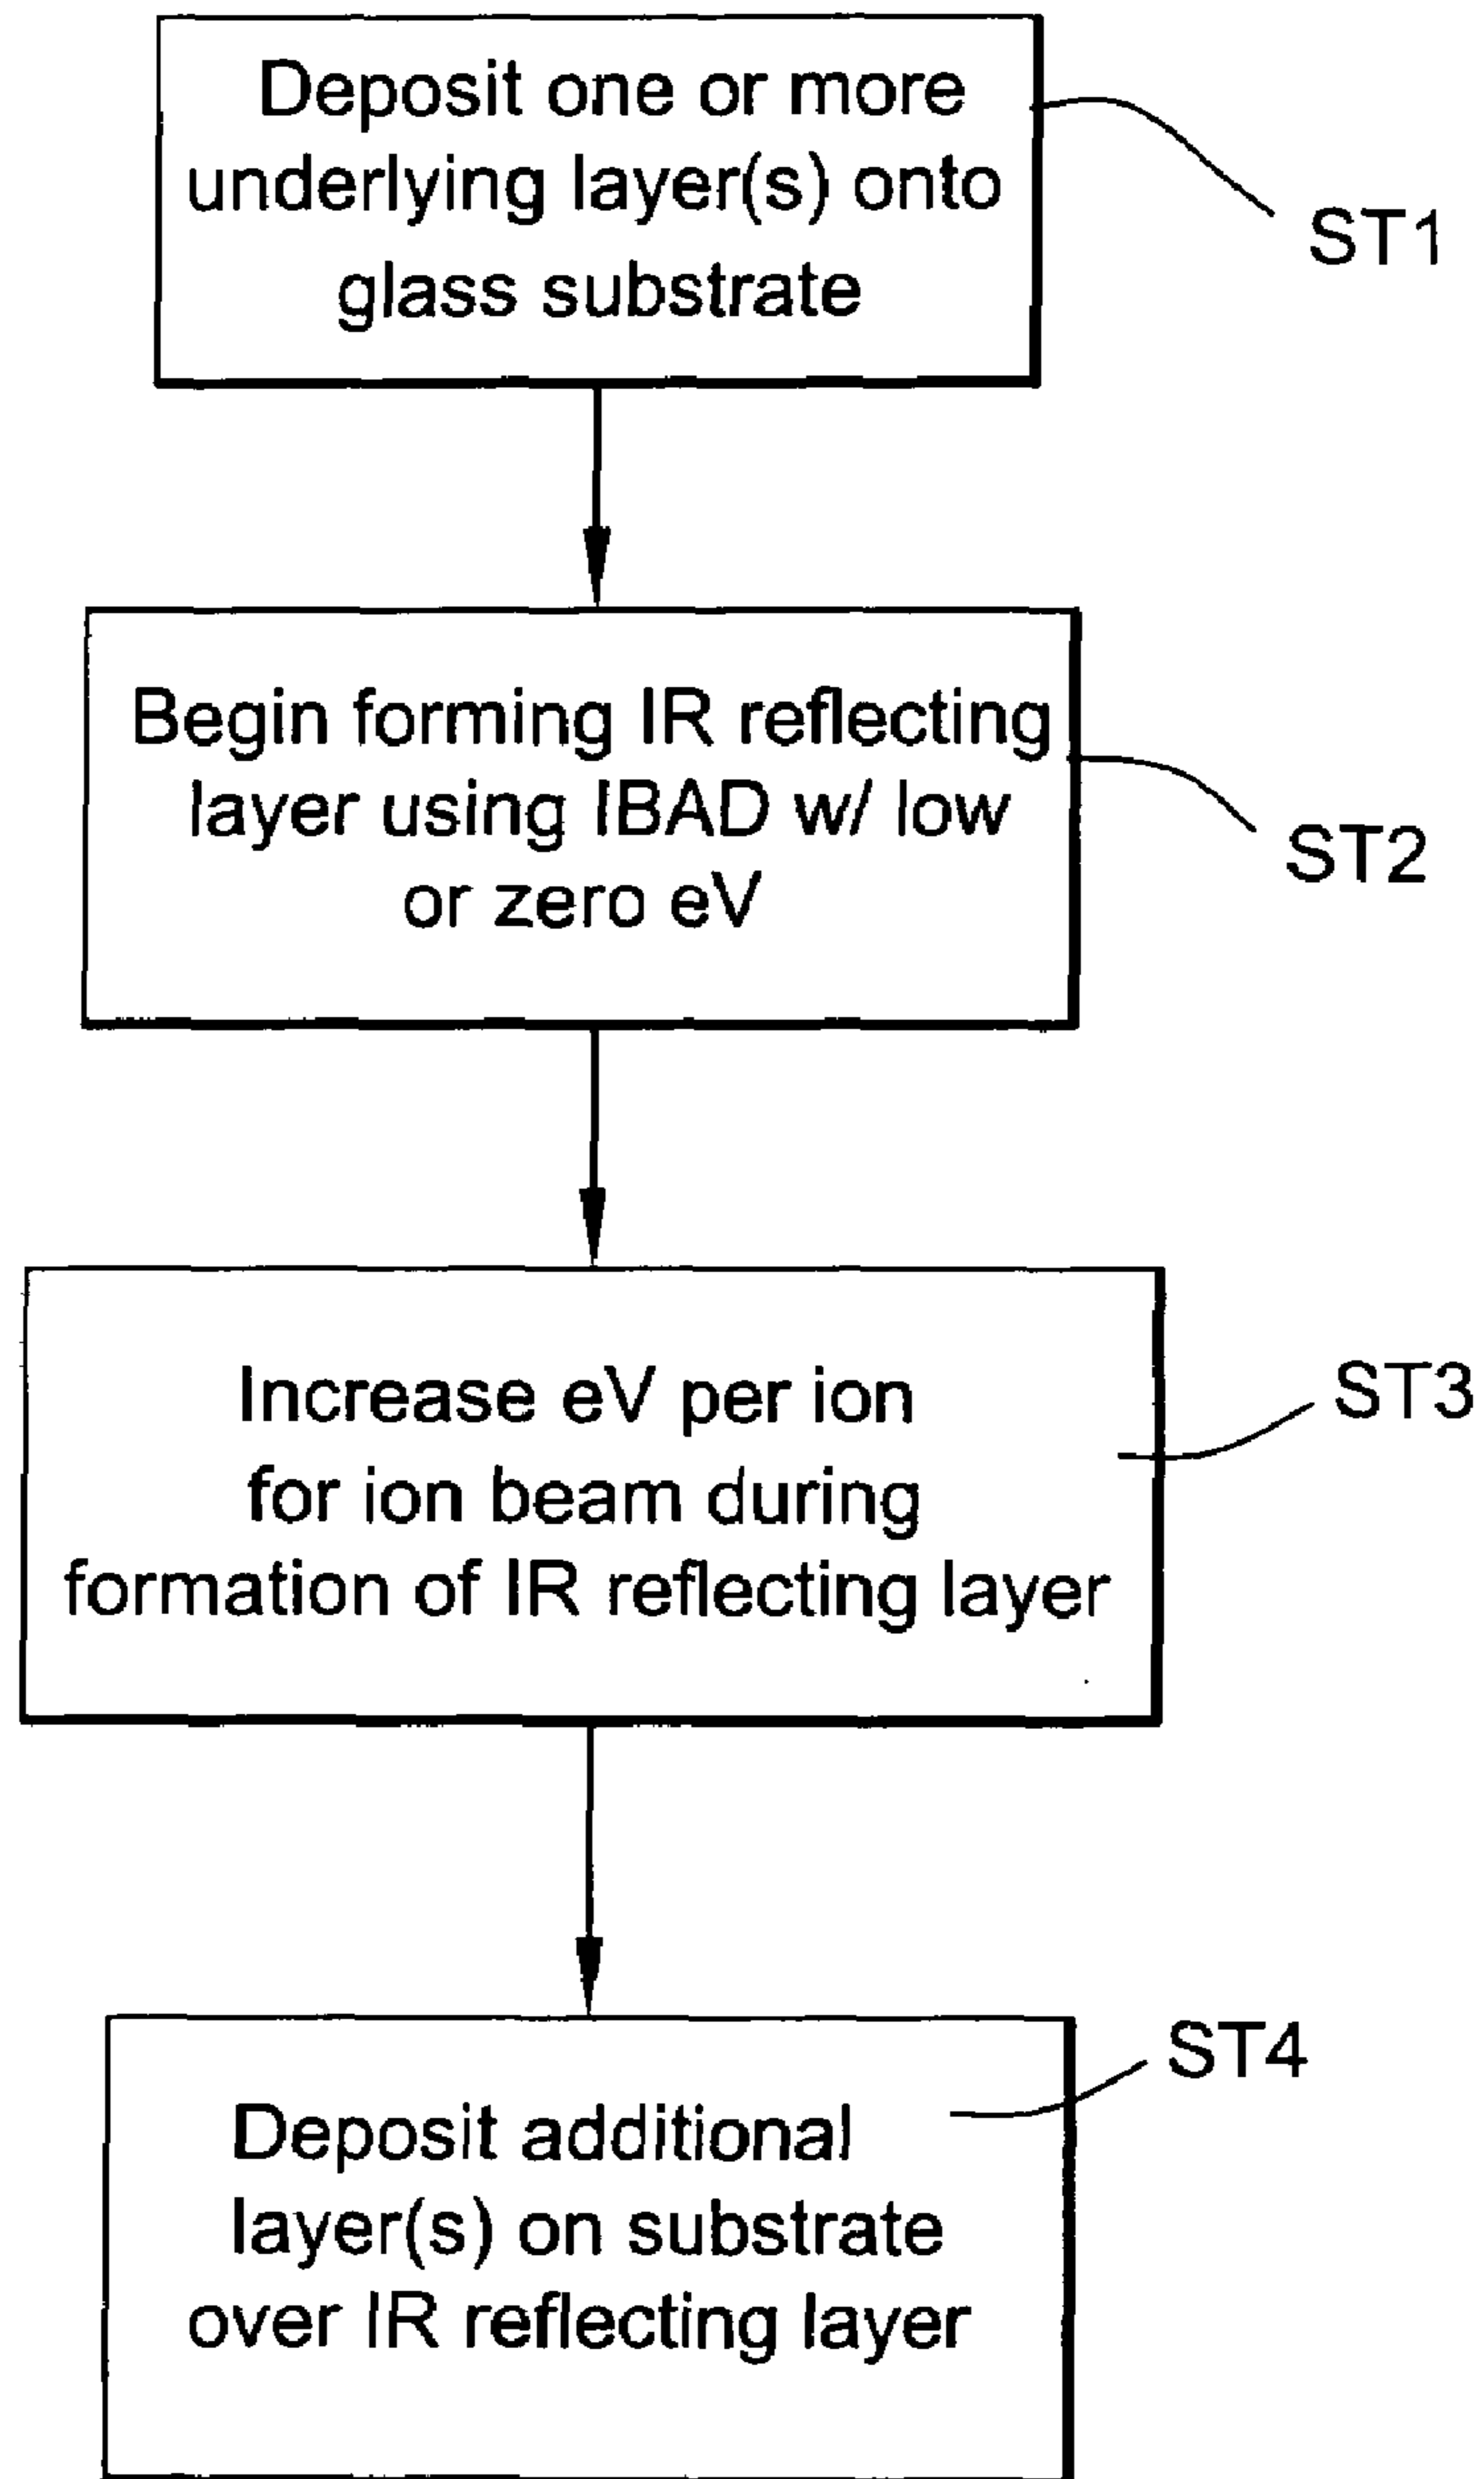 Deposit one or more
underlying layer(s) onto
glass substrate
ST1
Begin forming IR reflecting
layer using IBAD w/ low
or zero eV
ST2
Increase eV per ion
for ion beam during
formation of IR reflecting layer
ST3
Deposit additional
layer(s) on substrate
over IR reflecting layer
ST4